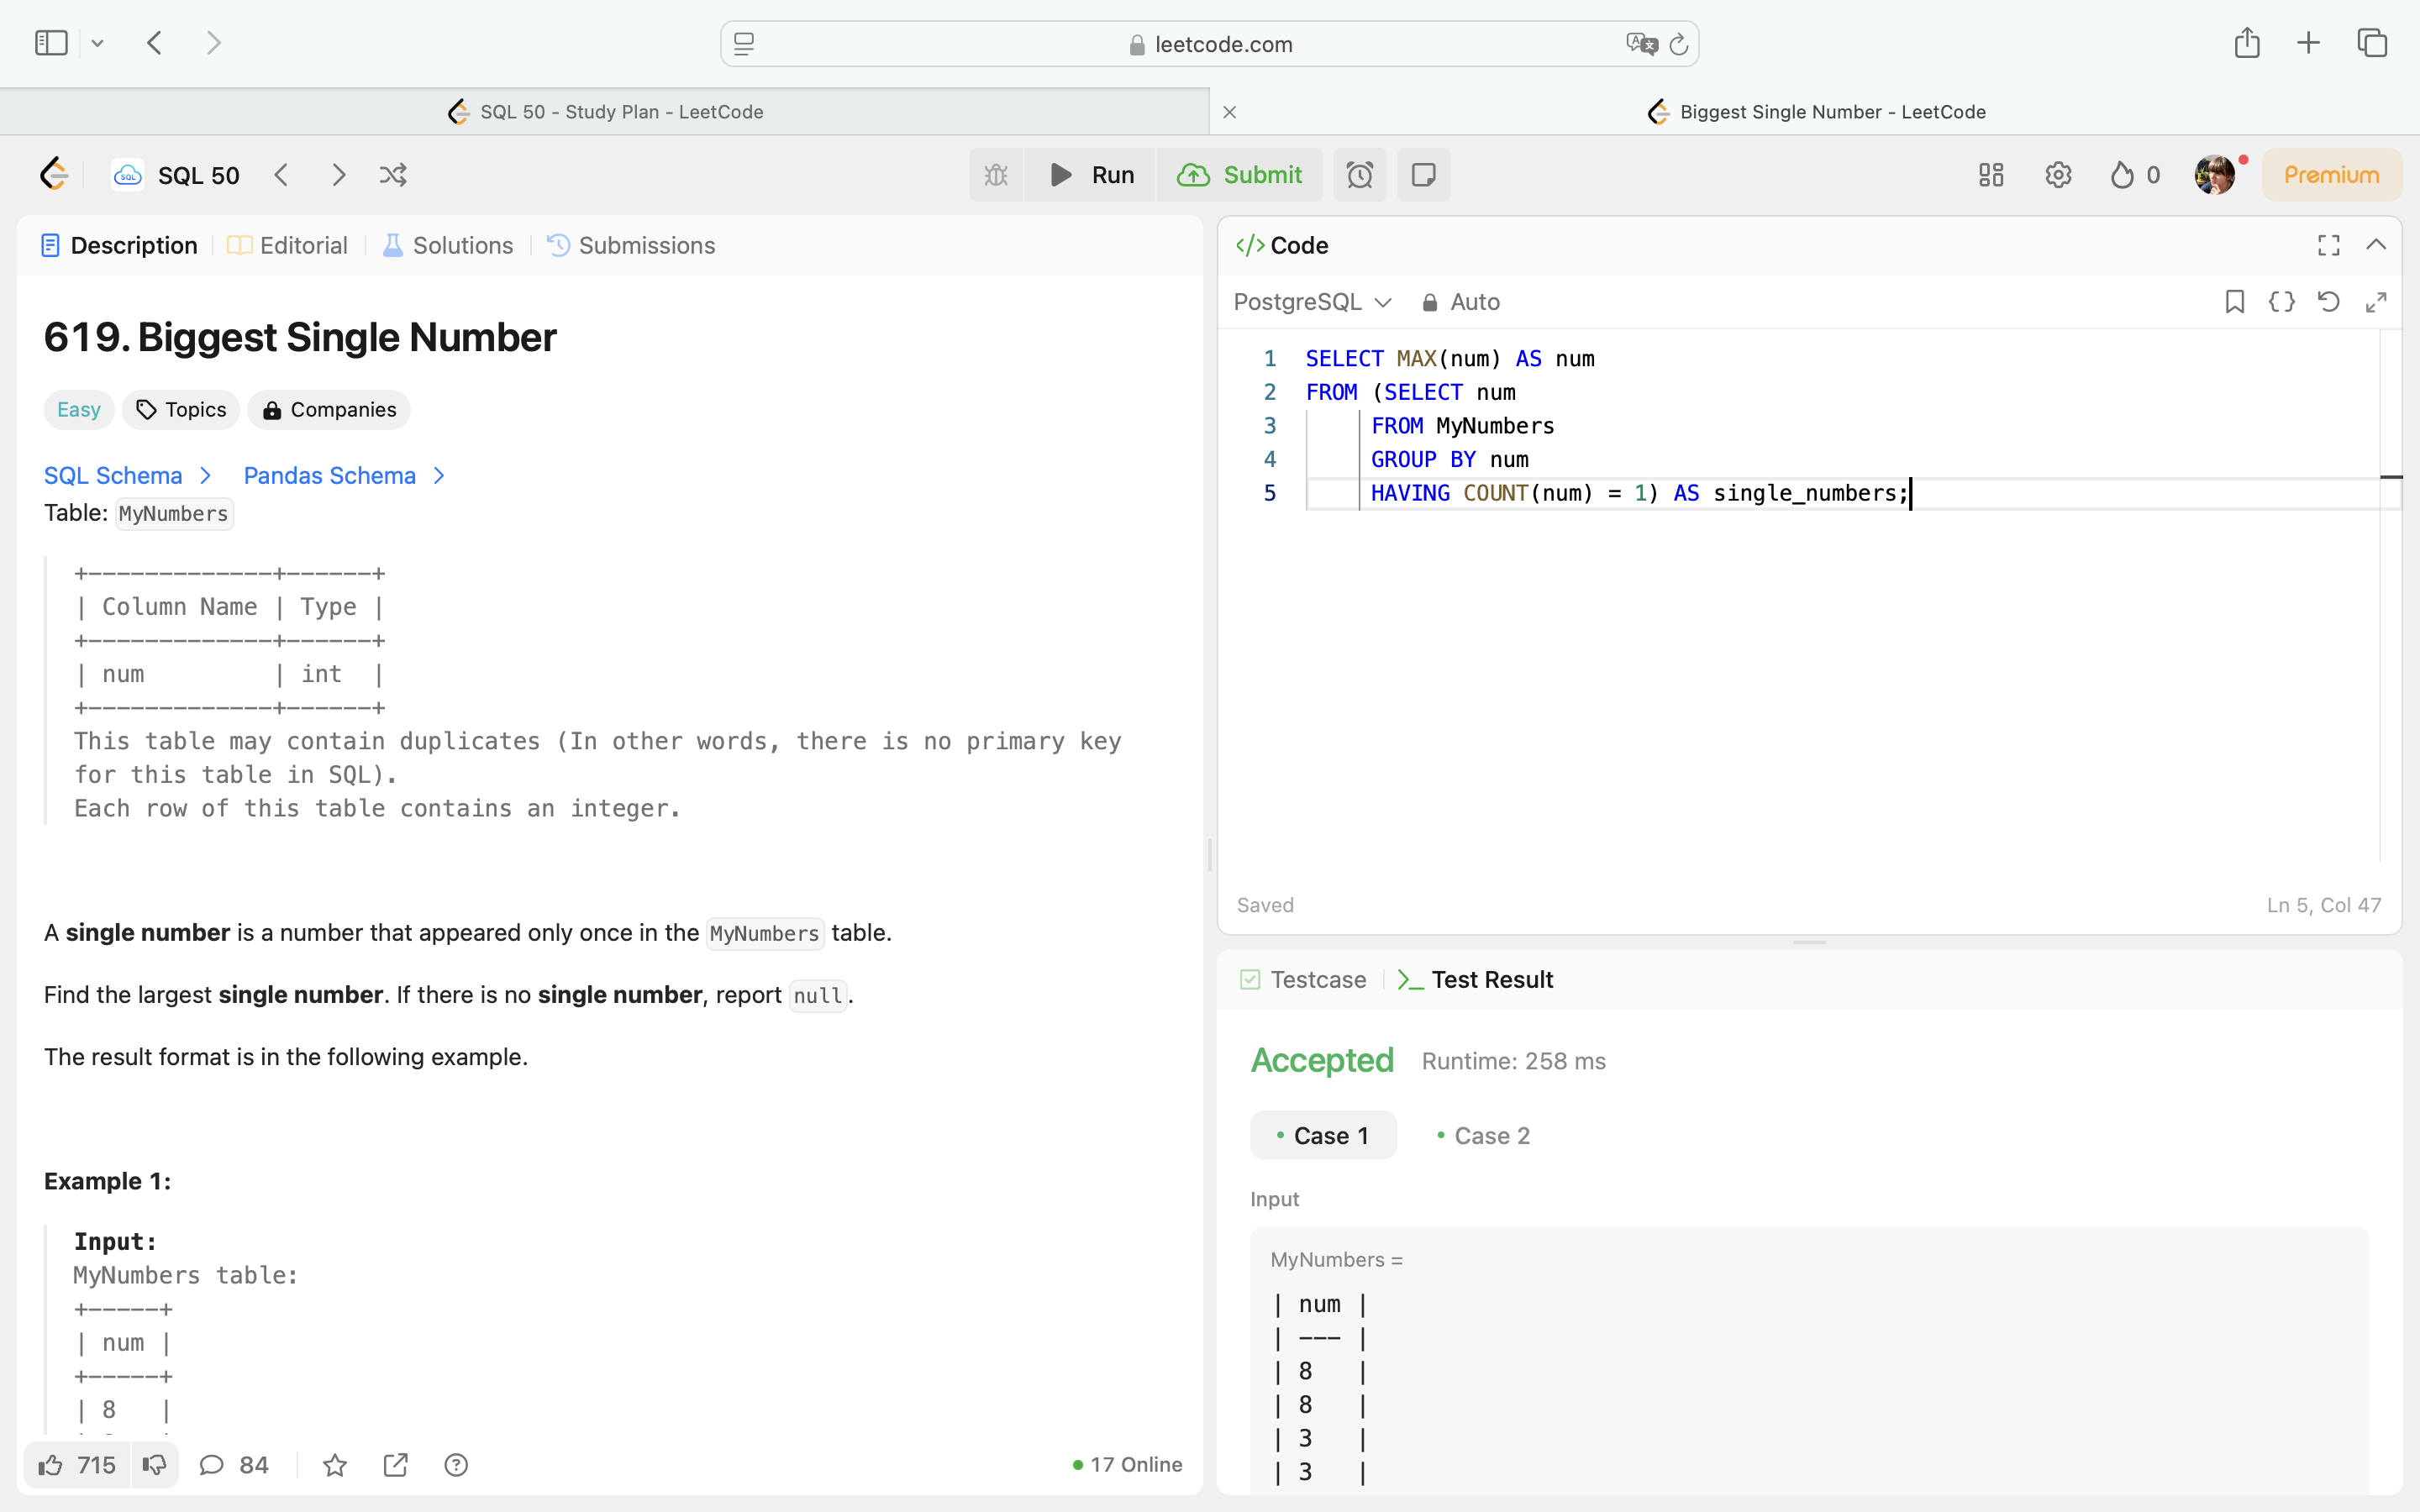 leetcode.com
SQL 50 - Study Plan - LeetCode
Biggest Single Number - LeetCode
SQL 50
Run
Submit
0
Premium
Description
Editorial
Solutions
Submissions
619. Biggest Single Number
Easy
Topics
Companies
SQL Schema
Pandas Schema
Table: MyNumbers
+-------------+------+
| Column Name | Type |
+-------------+------+
| num         | int  |
+-------------+------+
This table may contain duplicates (In other words, there is no primary key
for this table in SQL).
Each row of this table contains an integer.
A single number is a number that appeared only once in the MyNumbers table.
Find the largest single number. If there is no single number, report null.
The result format is in the following example.
Example 1:
Input:
MyNumbers table:
+-----+
| num |
+-----+
| 8   |
715
84
17 Online
</> Code
PostgreSQL
Auto
1 SELECT MAX(num) AS num
2 FROM (SELECT num
3 FROM MyNumbers
4 GROUP BY num
5 HAVING COUNT(num) = 1) AS single_numbers;
Saved
Ln 5, Col 47
Testcase
Test Result
Accepted
Runtime: 258 ms
• Case 1
• Case 2
Input
MyNumbers =
| num |
| --- |
| 8   |
| 8   |
| 3   |
| 3   |